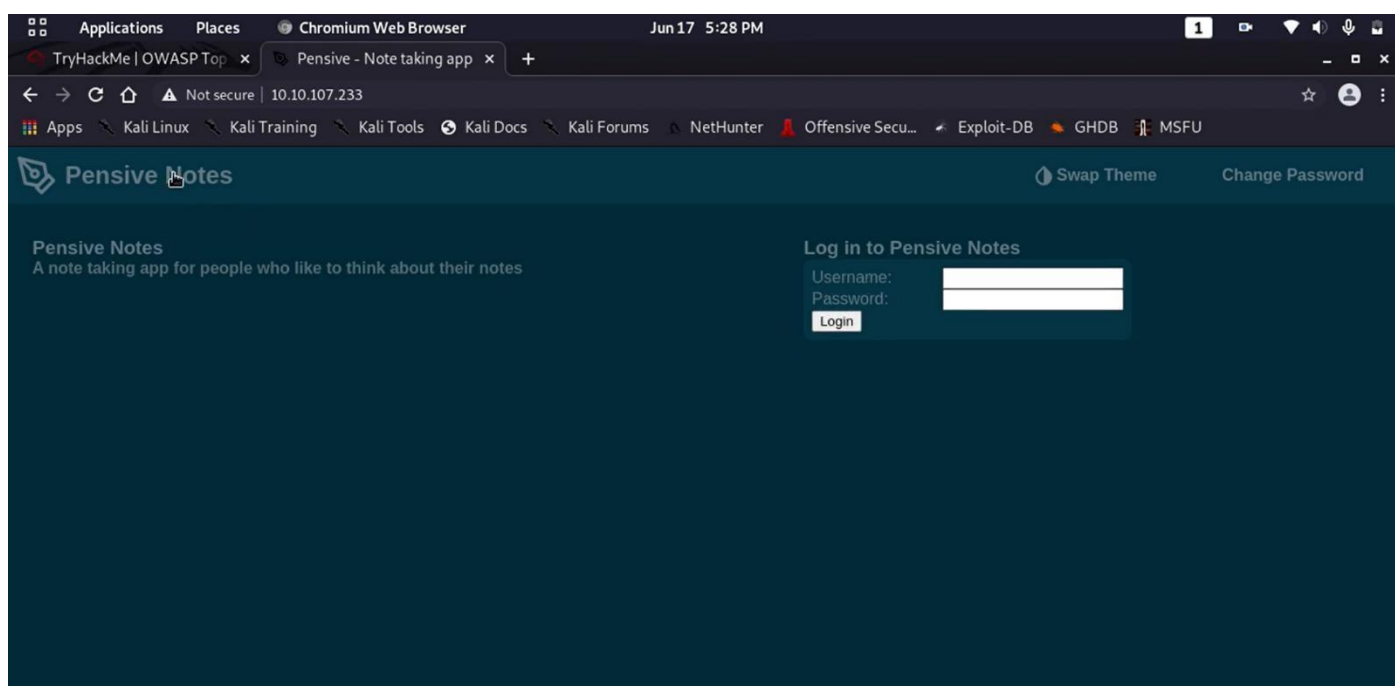 Applications Places Chromium Web Browser Jun 17 5:28 PM 1
TryHackMe | OWASP Top Pensive - Note taking app
Not secure | 10.10.107.233
Apps Kali Linux Kali Training Kali Tools Kali Docs Kali Forums NetHunter Offensive Secu... Exploit-DB GHDB MSFU
Pensive Notes Swap Theme Change Password
Pensive Notes Log in to Pensive Notes
A note taking app for people who like to think about their notes
Username:
Password:
Login